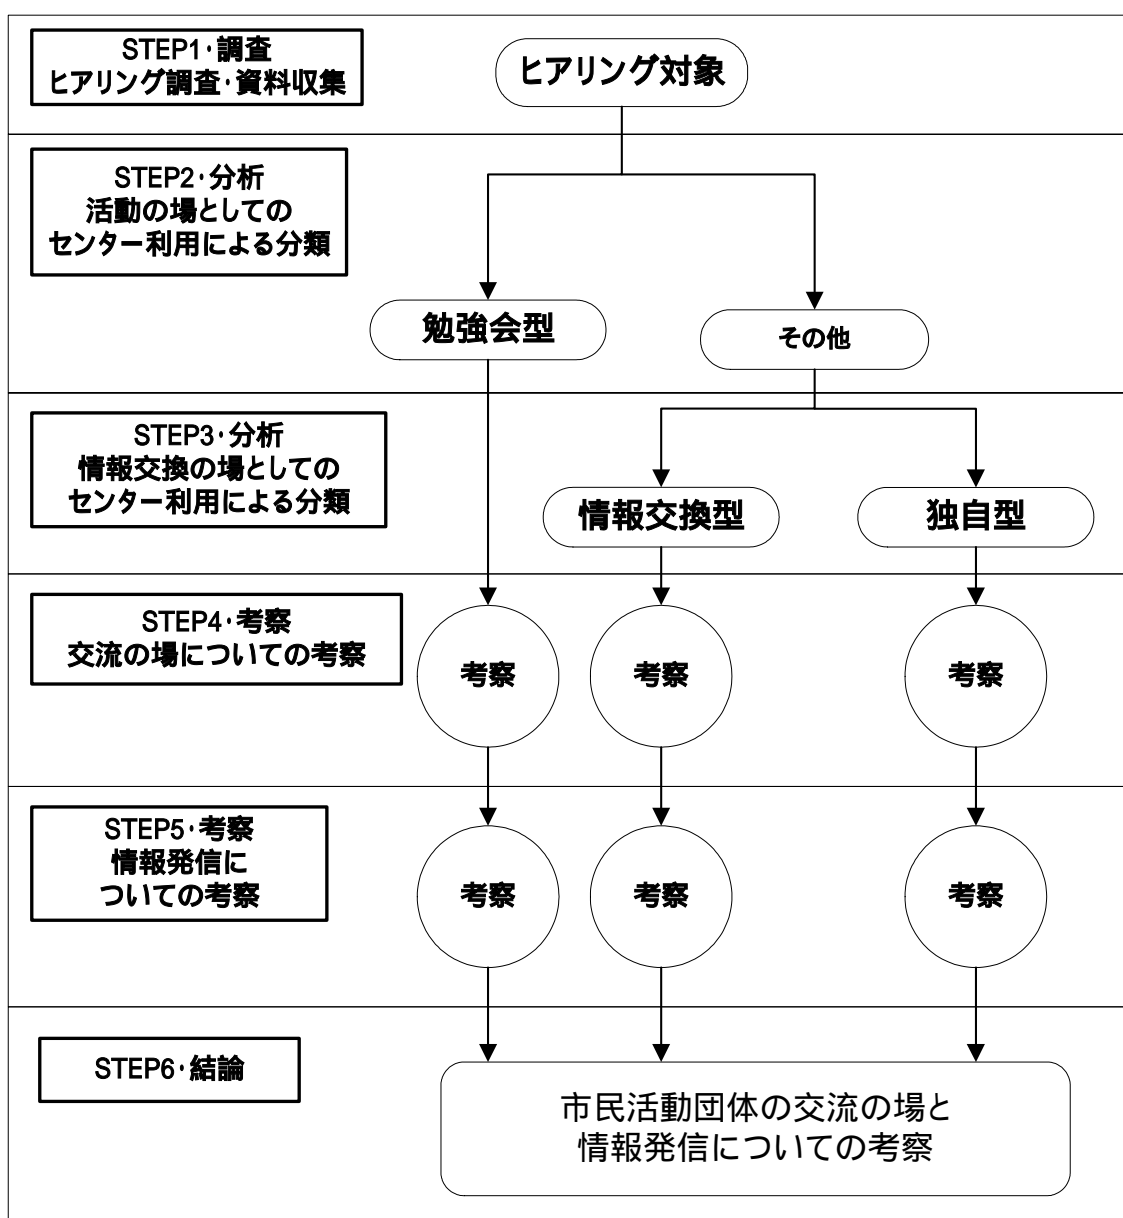 STEP1・調査
ヒアリング調査・資料収集
ヒアリング対象
STEP2・分析
活動の場としての
センター利用による分類
勉強会型
その他
STEP3・分析
情報交換の場としての
センター利用による分類
情報交換型
独自型
STEP4・考察
交流の場についての考察
考察
考察
考察
STEP5・考察
情報発信に
ついての考察
考察
考察
考察
STEP6・結論
市民活動団体の交流の場と
情報発信についての考察